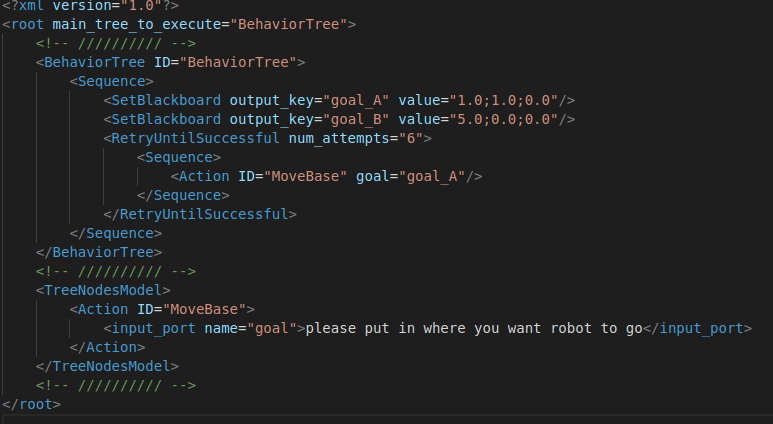 <?xml version="1.0"?>
<root main_tree_to_execute="BehaviorTree">
    <!-- ////////// -->
    <BehaviorTree ID="BehaviorTree">
        <Sequence>
            <SetBlackboard output_key="goal_A" value="1.0;1.0;0.0"/>
            <SetBlackboard output_key="goal_B" value="5.0;0.0;0.0"/>
            <RetryUntilSuccessful num_attempts="6">
                <Sequence>
                    <Action ID="MoveBase" goal="goal_A"/>
                </Sequence>
            </RetryUntilSuccessful>
        </Sequence>
    </BehaviorTree>
    <!-- ////////// -->
    <TreeNodesModel>
        <Action ID="MoveBase">
            <input_port name="goal">please put in where you want robot to go</input_port>
        </Action>
    </TreeNodesModel>
    <!-- ////////// -->
</root>